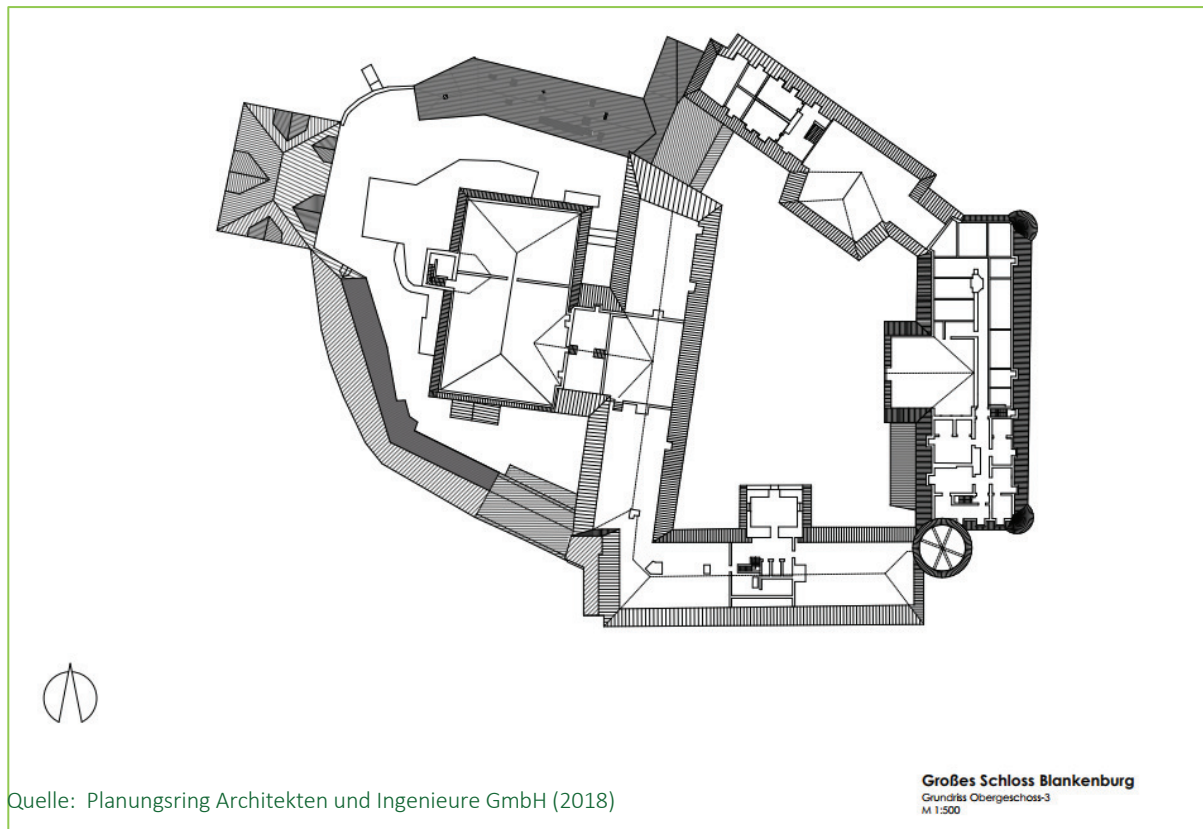 Quelle: Planungsring Architekten und Ingenieure GmbH (2018)
Großes Schloss Blankenburg
Grundriss Obergeschoss-3
M 1:500